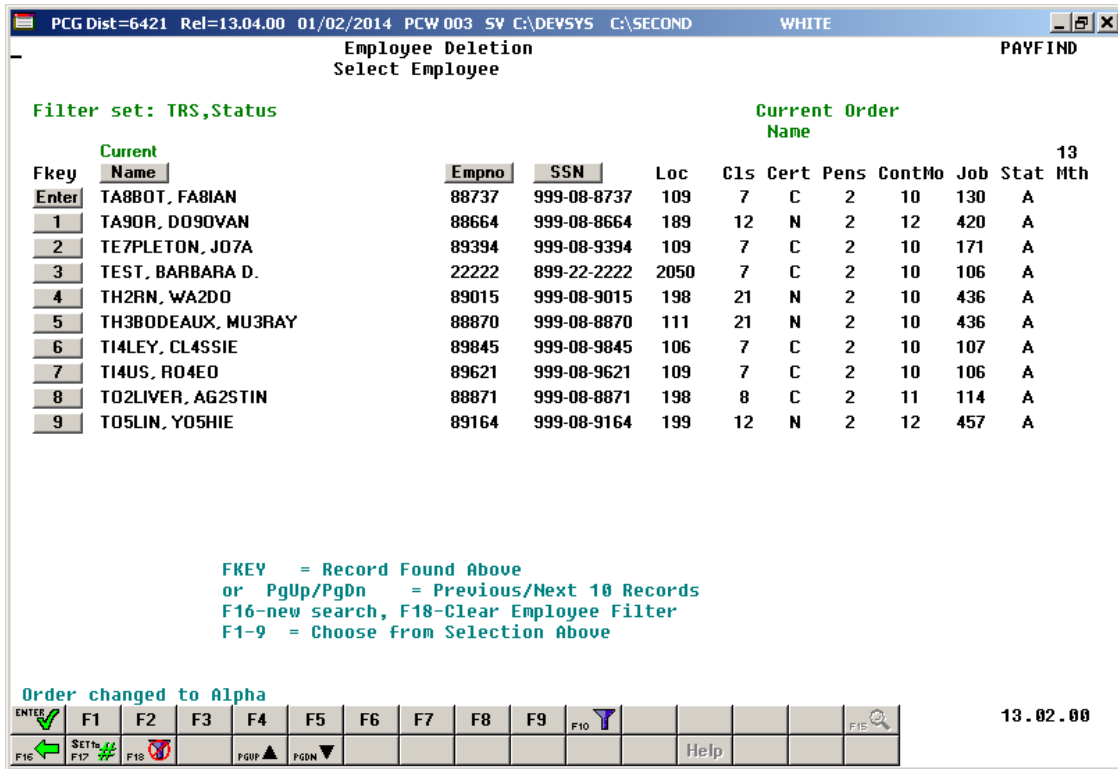 PCG Dist=6421 Rel=13.04.00 01/02/2014 PCW 003 SV C:\DEVSYS C:\SECOND WHITE
Employee Deletion PAYFIND
Select Employee
Filter set: TRS,Status Current Order
Name
Current 13
Fkey Name Empno SSN Loc Cls Cert Pens ContMo Job Stat Mth
Enter TA8BOT, FA8IAN 88737 999-08-8737 109 7 C 2 10 130 A
1 TA9OR, DO9OVAN 88664 999-08-8664 189 12 N 2 12 420 A
2 TE7PLETON, JO7A 89394 999-08-9394 109 7 C 2 10 171 A
3 TEST, BARBARA D. 22222 899-22-2222 2050 7 C 2 10 106 A
4 TH2RN, WA2DO 89015 999-08-9015 198 21 N 2 10 436 A
5 TH3BODEAUX, MU3RAY 88870 999-08-8870 111 21 N 2 10 436 A
6 TI4LEY, CL4SSIE 89845 999-08-9845 106 7 C 2 10 107 A
7 TI4US, RO4EO 89621 999-08-9621 109 7 C 2 10 106 A
8 TO2LIVER, AG2STIN 88871 999-08-8871 198 8 C 2 11 114 A
9 TO5LIN, YO5HIE 89164 999-08-9164 199 12 N 2 12 457 A
FKEY = Record Found Above
or PgUp/PgDn = Previous/Next 10 Records
F16-new search, F18-Clear Employee Filter
F1-9 = Choose from Selection Above
Order changed to Alpha
ENTER F1 F2 F3 F4 F5 F6 F7 F8 F9 F10 F15 13.02.00
F16 SETto F17 # F18 PGUP PGDN Help